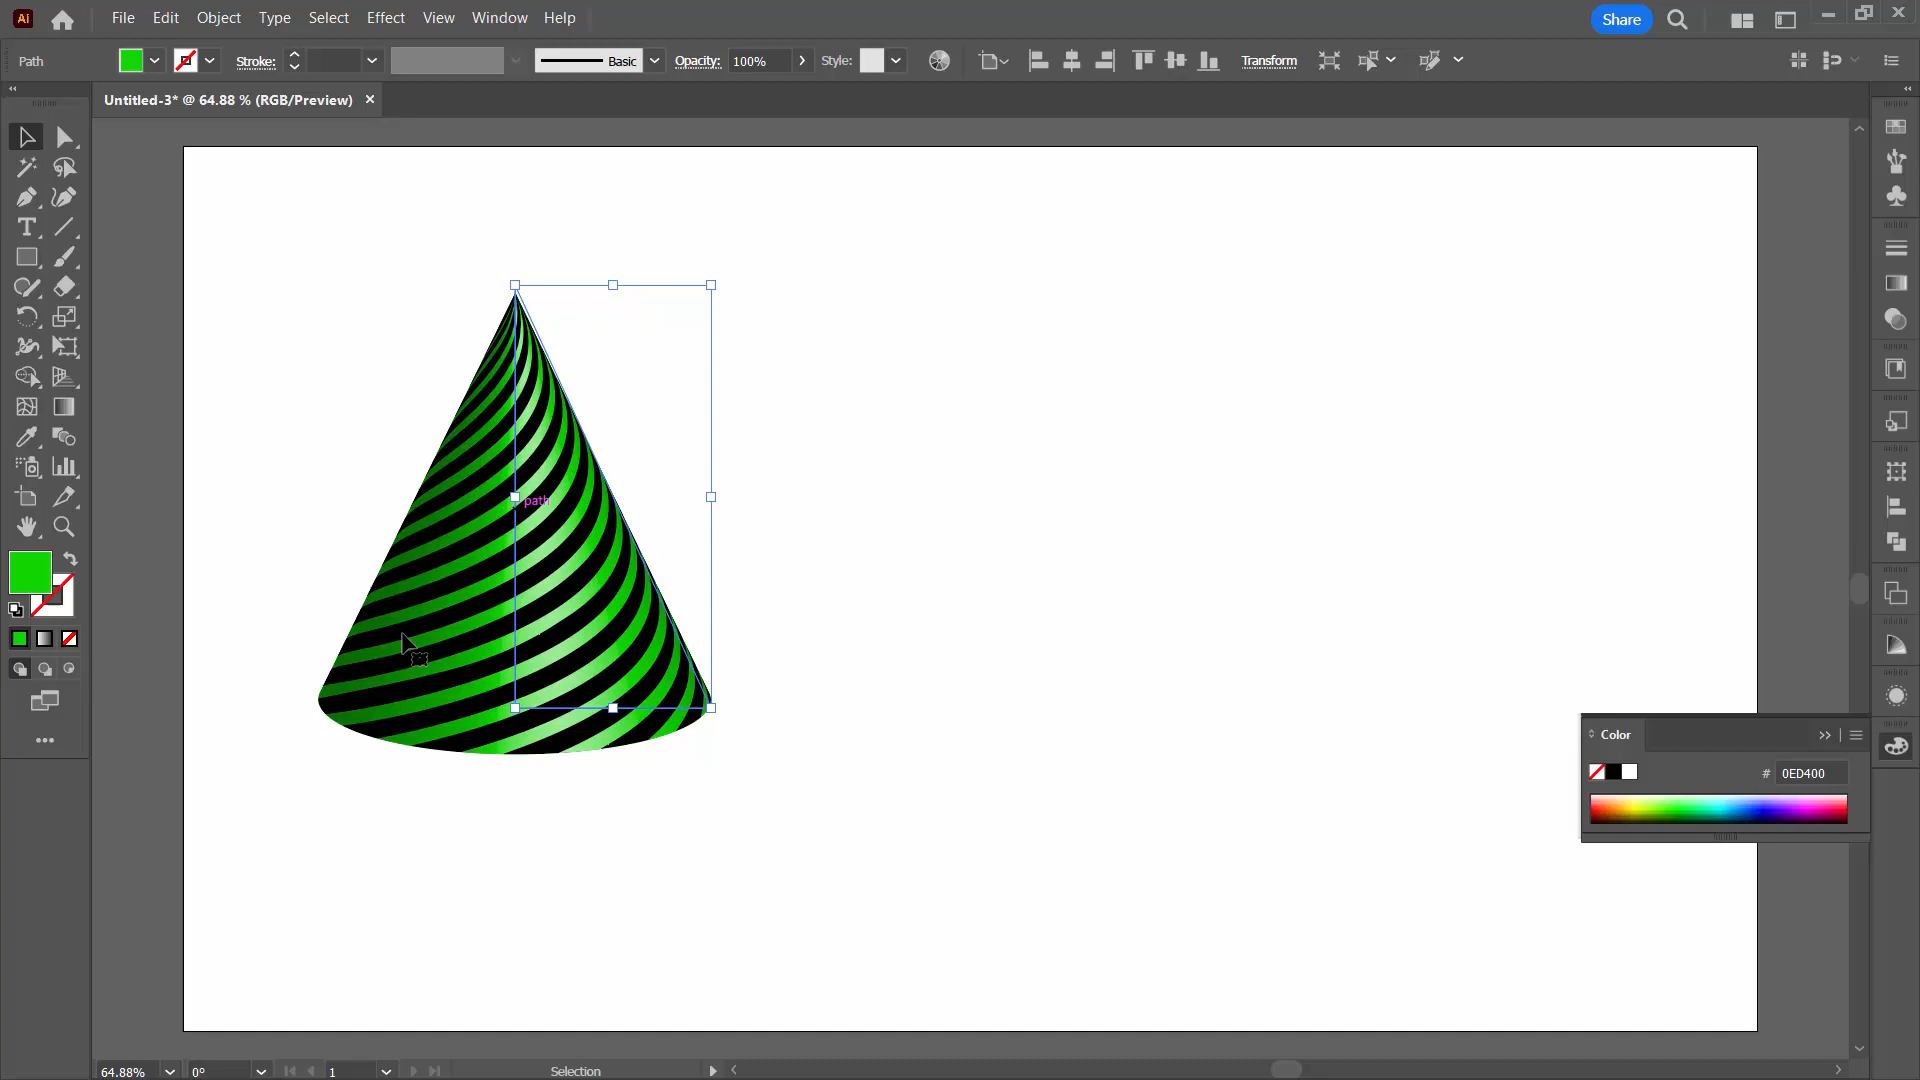 Ai File Edit Object Type Select Effect View Window Help Share
Path Stroke: Basic Opacity: 100% Style: Transform
Untitled-3* @ 64.88 % (RGB/Preview)
path
Color
# 0ED400
64.88% 0° 1 Selection